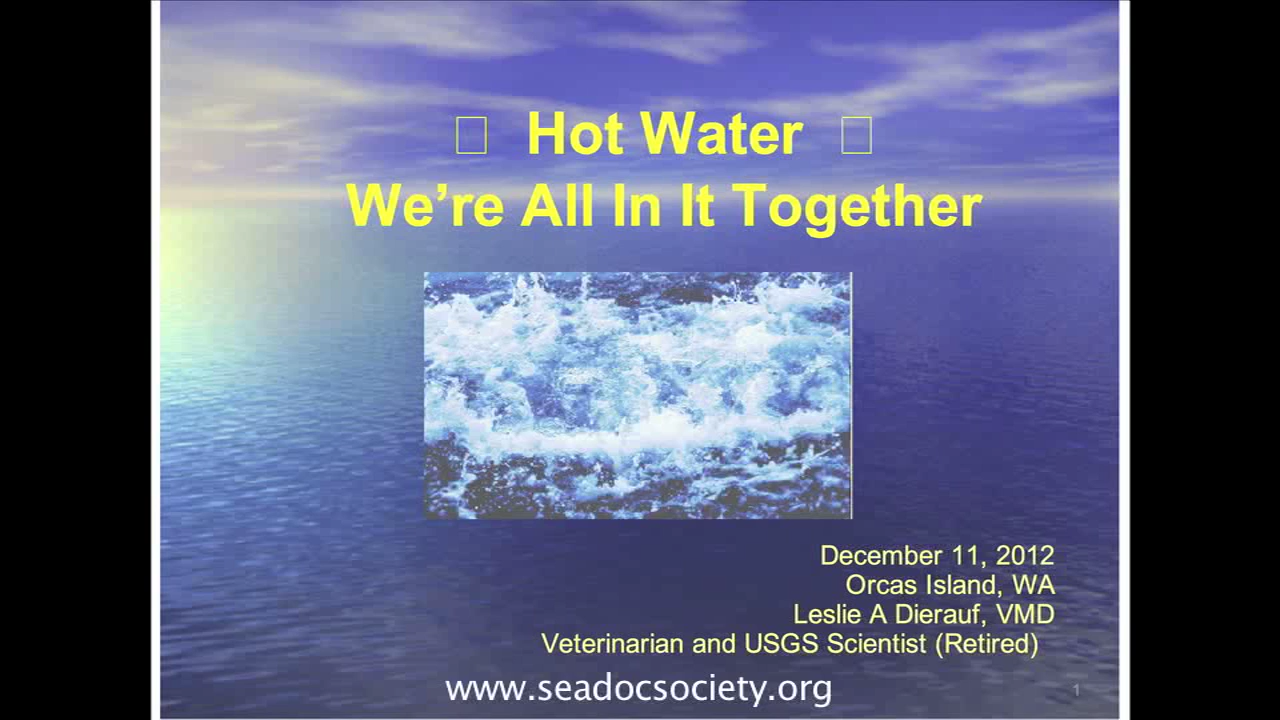 Hot Water
We're All In It Together
December 11, 2012
Orcas Island, WA
Leslie A Dierauf, VMD
Veterinarian and USGS Scientist (Retired)
www.seadocsociety.org
1